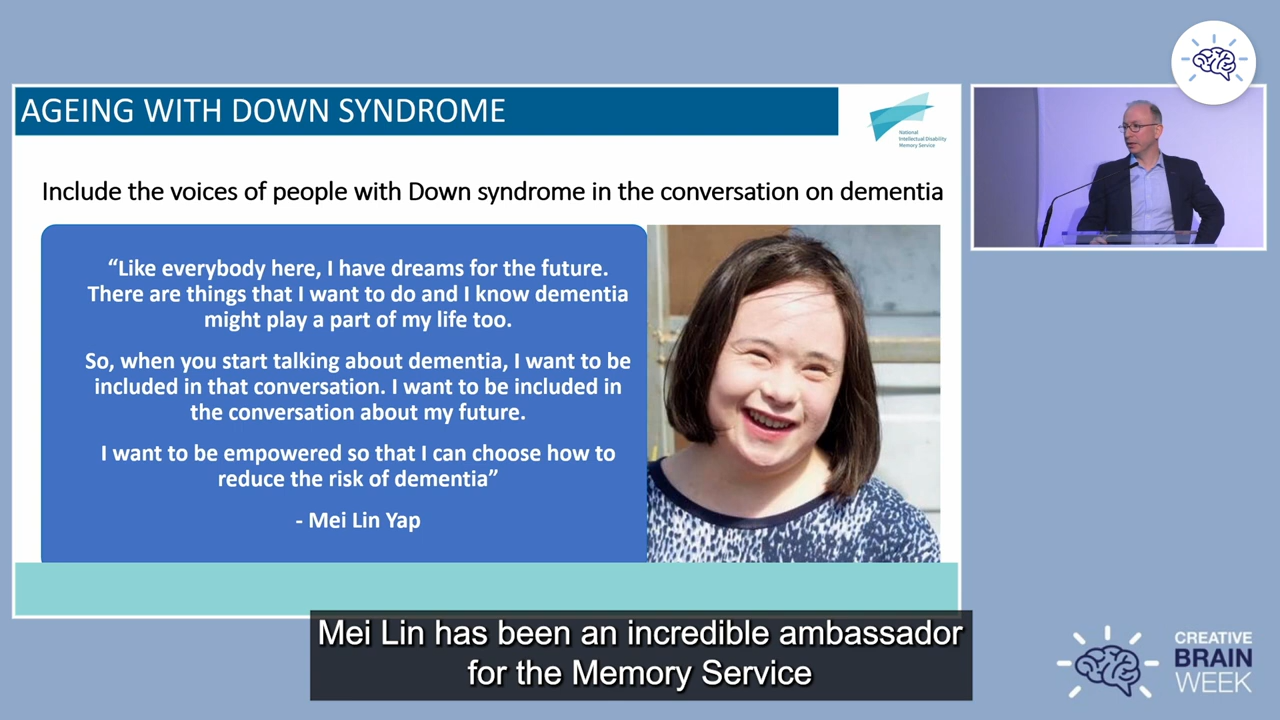 AGEING WITH DOWN SYNDROME
National
Intellectual Disability
Memory Service
Include the voices of people with Down syndrome in the conversation on dementia
“Like everybody here, I have dreams for the future.
There are things that I want to do and I know dementia
might play a part of my life too.
So, when you start talking about dementia, I want to be
included in that conversation. I want to be included in
the conversation about my future.
I want to be empowered so that I can choose how to
reduce the risk of dementia”
- Mei Lin Yap
Mei Lin has been an incredible ambassador
for the Memory Service
CREATIVE
BRAIN
WEEK